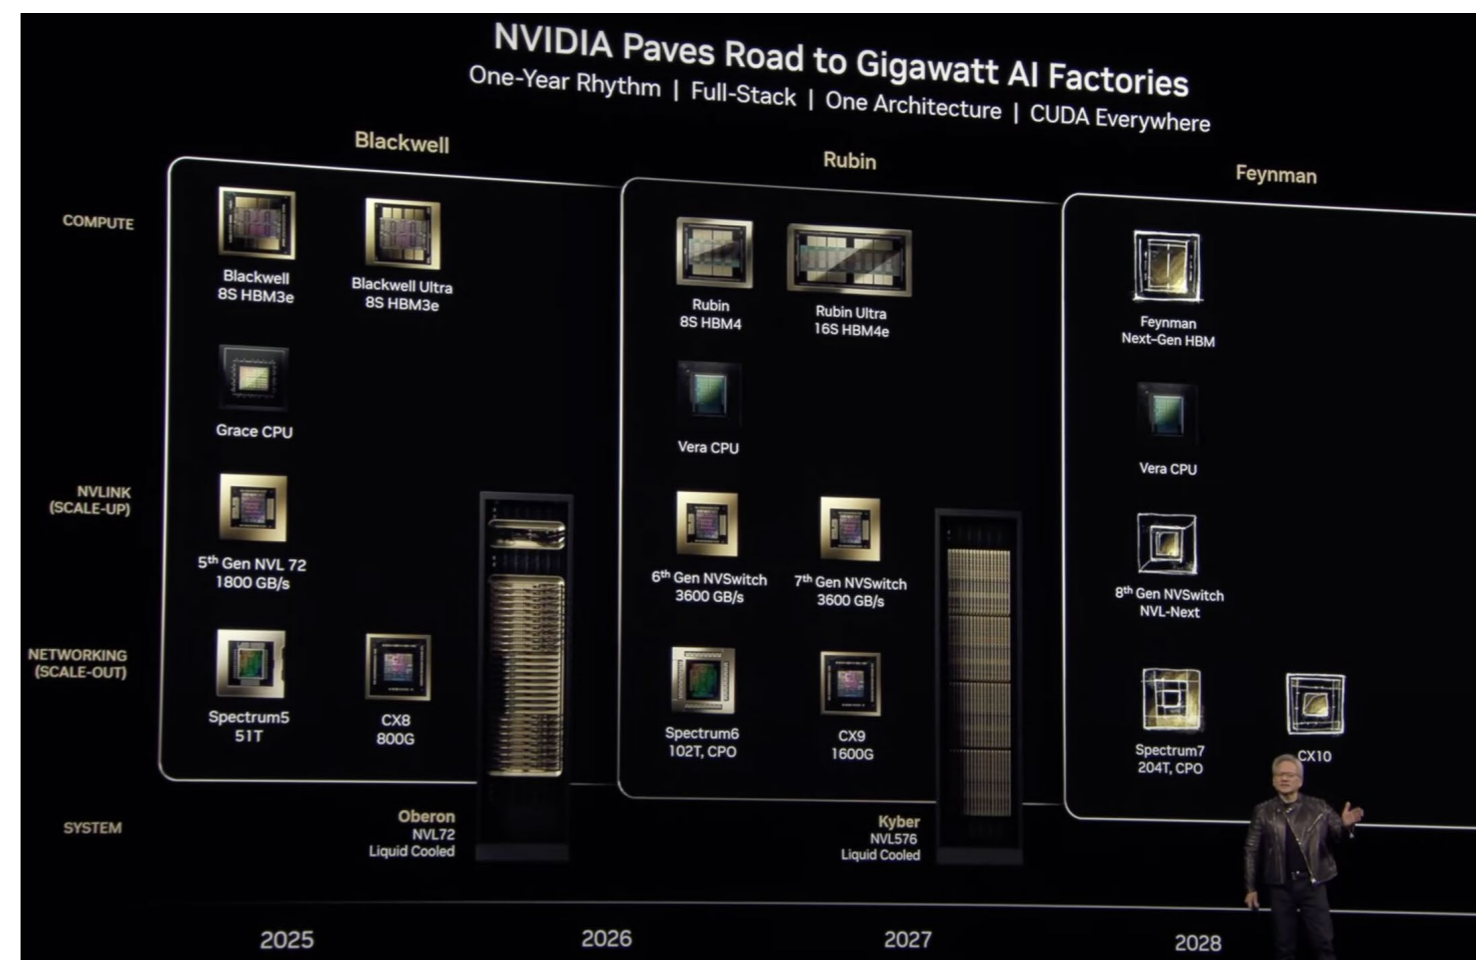 NVIDIA Paves Road to Gigawatt AI Factories
One-Year Rhythm | Full-Stack | One Architecture | CUDA Everywhere
Blackwell
Rubin
Feynman
COMPUTE
Blackwell
8S HBM3e
Blackwell Ultra
8S HBM3e
Rubin
8S HBM4
Rubin Ultra
16S HBM4e
Feynman
Next-Gen HBM
Grace CPU
Vera CPU
Vera CPU
NVLINK
(SCALE-UP)
5th Gen NVL 72
1800 GB/s
6th Gen NVSwitch
3600 GB/s
7th Gen NVSwitch
3600 GB/s
8th Gen NVSwitch
NVL-Next
NETWORKING
(SCALE-OUT)
Spectrum5
51T
CX8
800G
Spectrum6
102T, CPO
CX9
1600G
Spectrum7
204T, CPO
CX10
SYSTEM
Oberon
NVL72
Liquid Cooled
Kyber
NVL576
Liquid Cooled
2025
2026
2027
2028